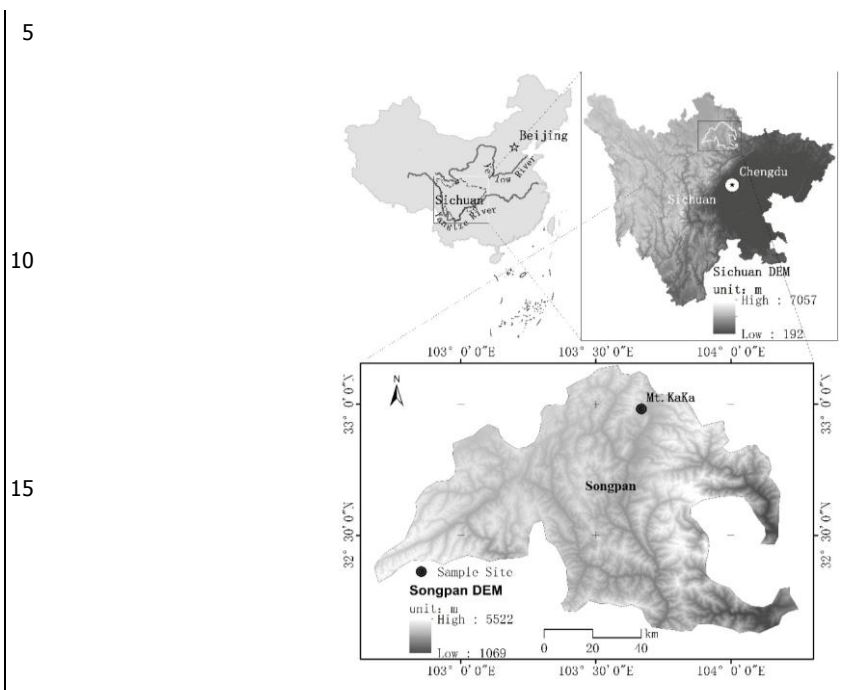 5
10
15
Beijing
Yellow River
Sichuan
Yangtze River
Chengdu
Sichuan
Sichuan DEM
unit: m
High : 7057
Low : 192
103° 0′0″E 103° 30′0″E 104° 0′0″E
N
33° 0′0″N
33° 0′0″N
Mt. KaKa
Songpan
32° 30′0″N
32° 30′0″N
Sample Site
Songpan DEM
unit: m
High : 5522
Low : 1069
km
0 20 40
103° 0′0″E 103° 30′0″E 104° 0′0″E